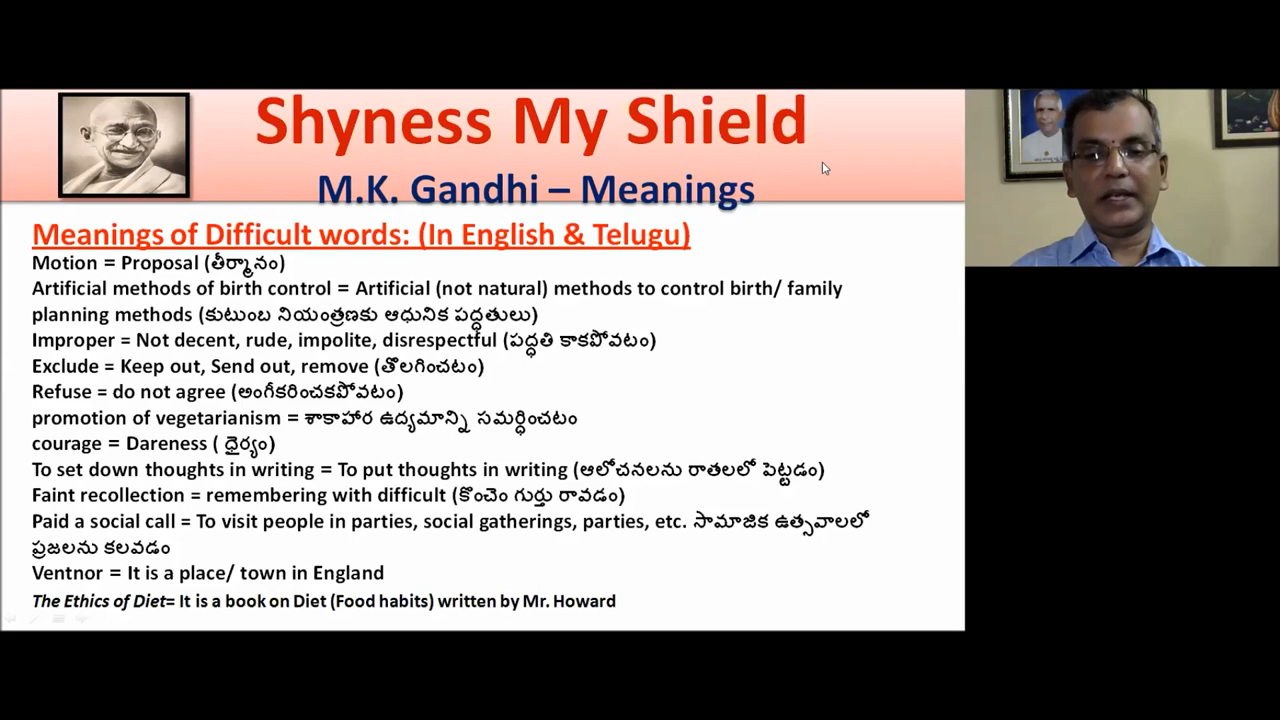 Shyness My Shield
M.K. Gandhi – Meanings
Meanings of Difficult words: (In English & Telugu)
Motion = Proposal (తీర్మానం)
Artificial methods of birth control = Artificial (not natural) methods to control birth/ family
planning methods (కుటుంబ నియంత్రణకు ఆధునిక పద్ధతులు)
Improper = Not decent, rude, impolite, disrespectful (పద్ధతి కాకపోవటం)
Exclude = Keep out, Send out, remove (తొలగించటం)
Refuse = do not agree (అంగీకరించకపోవటం)
promotion of vegetarianism = శాకాహార ఉద్యమాన్ని సమర్ధించటం
courage = Dareness ( ధైర్యం)
To set down thoughts in writing = To put thoughts in writing (ఆలోచనలను రాతలలో పెట్టడం)
Faint recollection = remembering with difficult (కొంచెం గుర్తు రావడం)
Paid a social call = To visit people in parties, social gatherings, parties, etc. సామాజిక ఉత్సవాలలో
ప్రజలను కలవడం
Ventnor = It is a place/ town in England
The Ethics of Diet= It is a book on Diet (Food habits) written by Mr. Howard